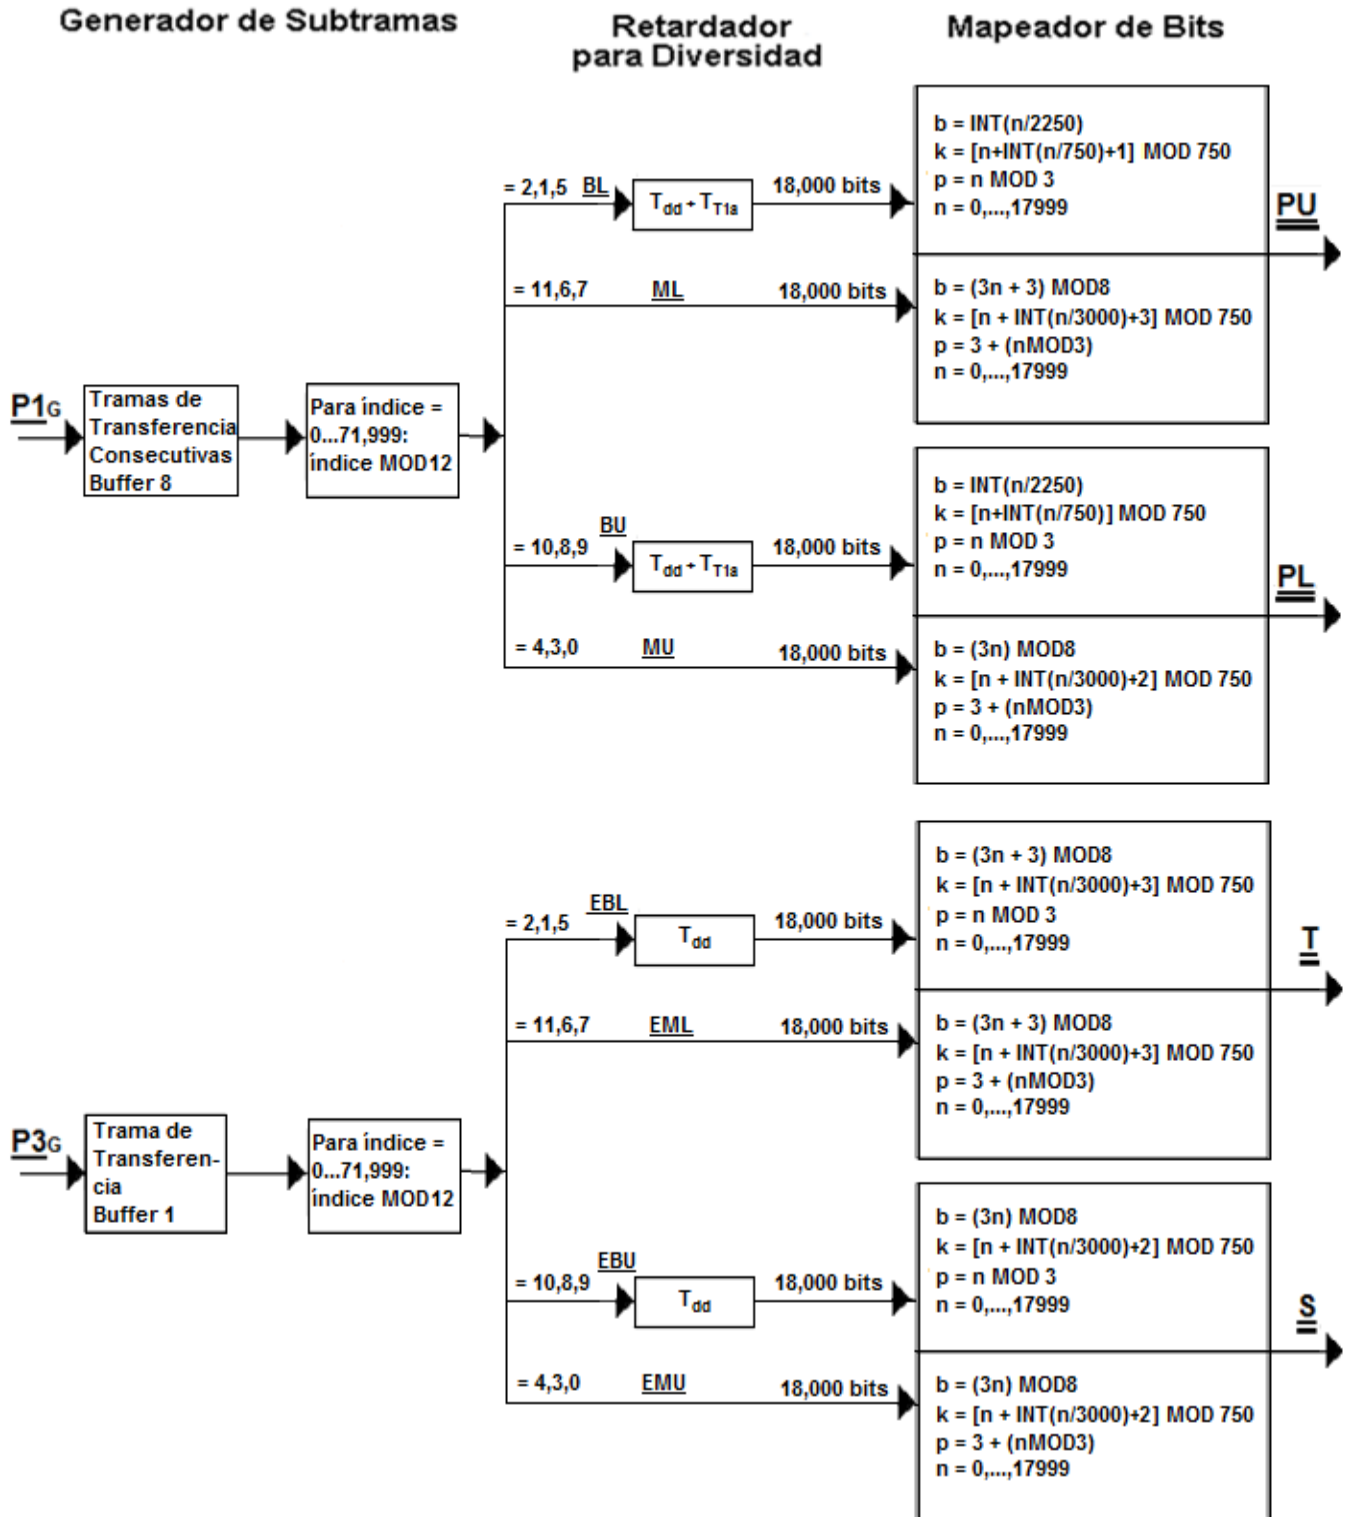 Generador de Subtramas
Retardador
para Diversidad
Mapeador de Bits
P1G
Tramas de
Transferencia
Consecutivas
Buffer 8
Para índice =
0...71,999:
índice MOD12
= 2,1,5 BL
Tdd + TT1a
18,000 bits
b = INT(n/2250)
k = [n+INT(n/750)+1] MOD 750
p = n MOD 3
n = 0,...,17999
PU
= 11,6,7 ML
18,000 bits
b = (3n + 3) MOD8
k = [n + INT(n/3000)+3] MOD 750
p = 3 + (nMOD3)
n = 0,...,17999
= 10,8,9 BU
Tdd + TT1a
18,000 bits
b = INT(n/2250)
k = [n+INT(n/750)] MOD 750
p = n MOD 3
n = 0,...,17999
PL
= 4,3,0 MU
18,000 bits
b = (3n) MOD8
k = [n + INT(n/3000)+2] MOD 750
p = 3 + (nMOD3)
n = 0,...,17999
P3G
Trama de
Transferen-
cia
Buffer 1
Para índice =
0...71,999:
índice MOD12
= 2,1,5 EBL
Tdd
18,000 bits
b = (3n + 3) MOD8
k = [n + INT(n/3000)+3] MOD 750
p = n MOD 3
n = 0,...,17999
T
= 11,6,7 EML
18,000 bits
b = (3n + 3) MOD8
k = [n + INT(n/3000)+3] MOD 750
p = 3 + (nMOD3)
n = 0,...,17999
= 10,8,9 EBU
Tdd
18,000 bits
b = (3n) MOD8
k = [n + INT(n/3000)+2] MOD 750
p = n MOD 3
n = 0,...,17999
S
= 4,3,0 EMU
18,000 bits
b = (3n) MOD8
k = [n + INT(n/3000)+2] MOD 750
p = 3 + (nMOD3)
n = 0,...,17999